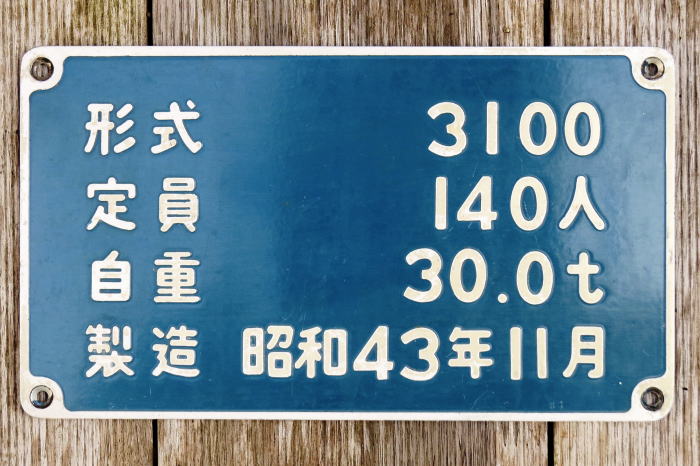 形式 3100
定員 140人
自重 30.0t
製造 昭和43年11月